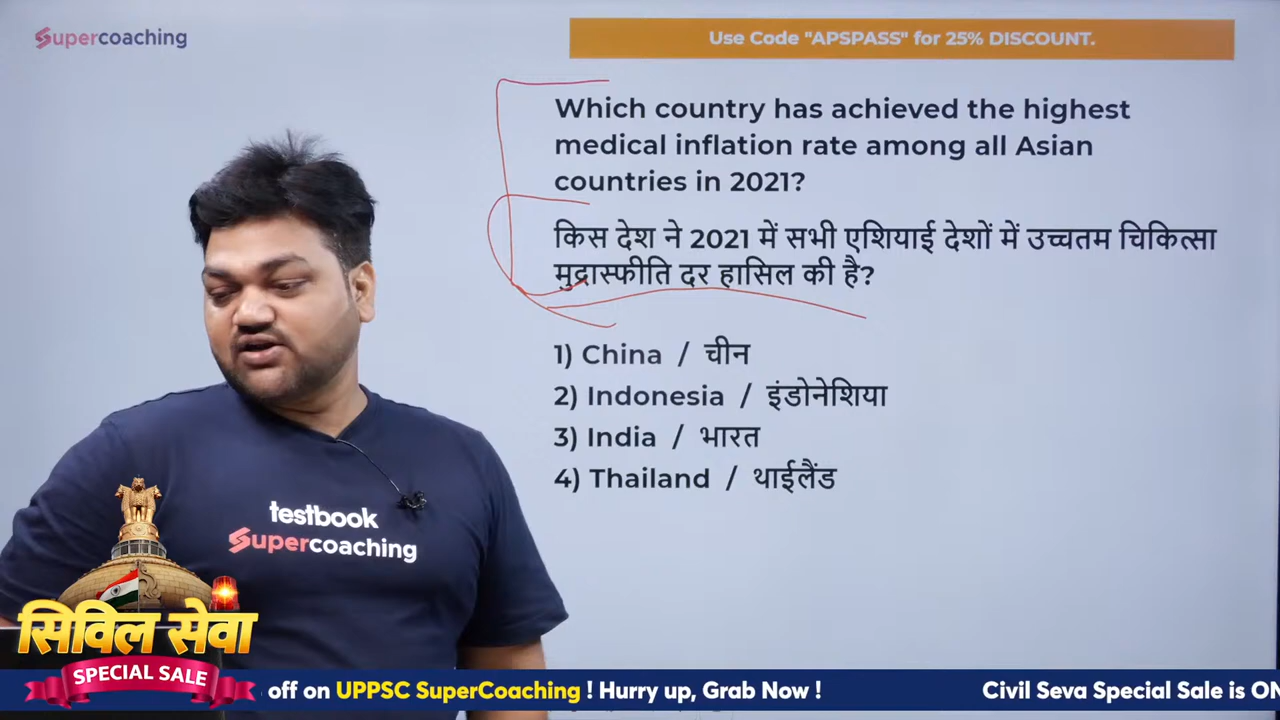 Supercoaching
Use Code "APSPASS" for 25% DISCOUNT.
Which country has achieved the highest
medical inflation rate among all Asian
countries in 2021?
किस देश ने 2021 में सभी एशियाई देशों में उच्चतम चिकित्सा
मुद्रास्फीति दर हासिल की है?
1) China / चीन
2) Indonesia / इंडोनेशिया
3) India / भारत
4) Thailand / थाईलैंड
testbook
Supercoaching
सिविल सेवा
SPECIAL SALE
off on UPPSC SuperCoaching ! Hurry up, Grab Now !
Civil Seva Special Sale is ON